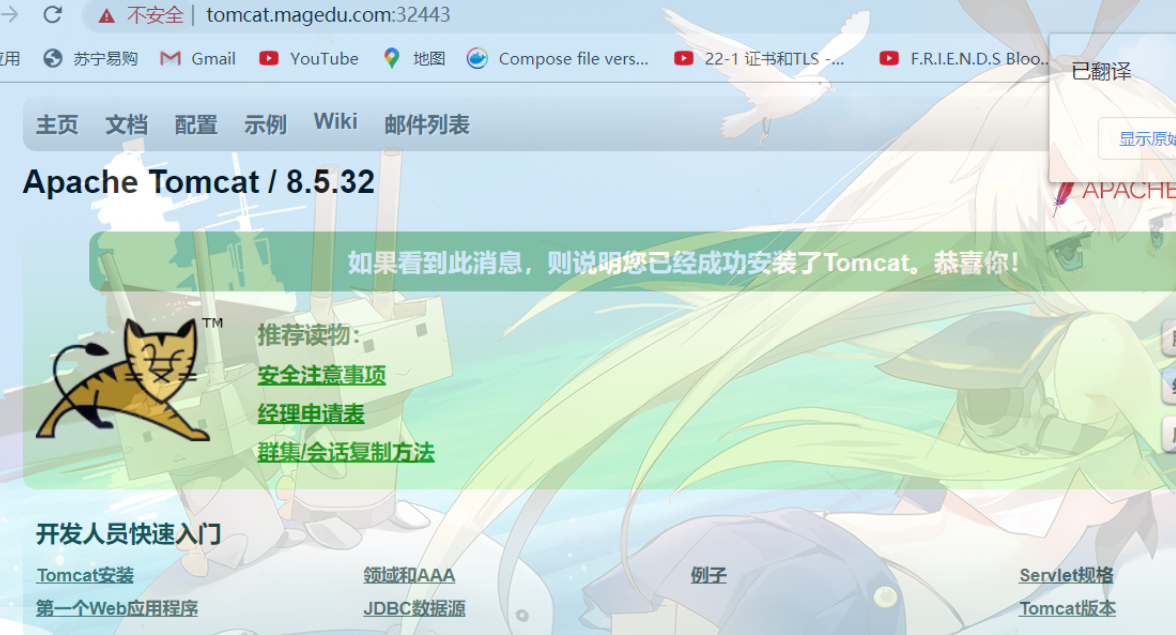 不安全 | tomcat.magedu.com:32443
应用 苏宁易购 Gmail YouTube 地图 Compose file vers... 22-1 证书和TLS -... F.R.I.E.N.D.S Bloo...
已翻译
显示原始
主页 文档 配置 示例 Wiki 邮件列表
Apache Tomcat / 8.5.32
APACHE
如果看到此消息，则说明您已经成功安装了Tomcat。恭喜你！
TM
推荐读物：
安全注意事项
经理申请表
群集/会话复制方法
开发人员快速入门
Tomcat安装 领域和AAA 例子 Servlet规格
第一个Web应用程序 JDBC数据源 Tomcat版本